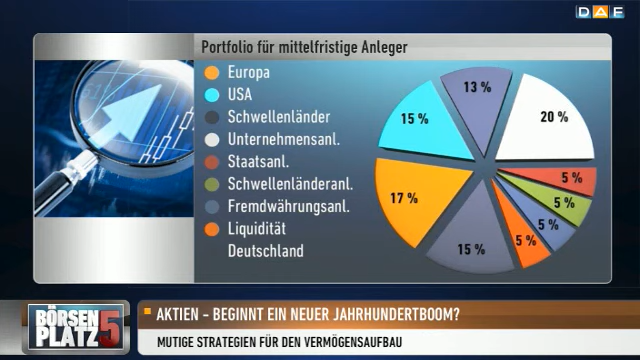 DAF
Portfolio für mittelfristige Anleger
Europa
USA
Schwellenländer
Unternehmensanl.
Staatsanl.
Schwellenländeranl.
Fremdwährungsanl.
Liquidität
Deutschland
13 %
20 %
15 %
5 %
17 %
5 %
5 %
5 %
15 %
BÖRSEN
PLATZ 5
AKTIEN - BEGINNT EIN NEUER JAHRHUNDERTBOOM?
MUTIGE STRATEGIEN FÜR DEN VERMÖGENSAUFBAU